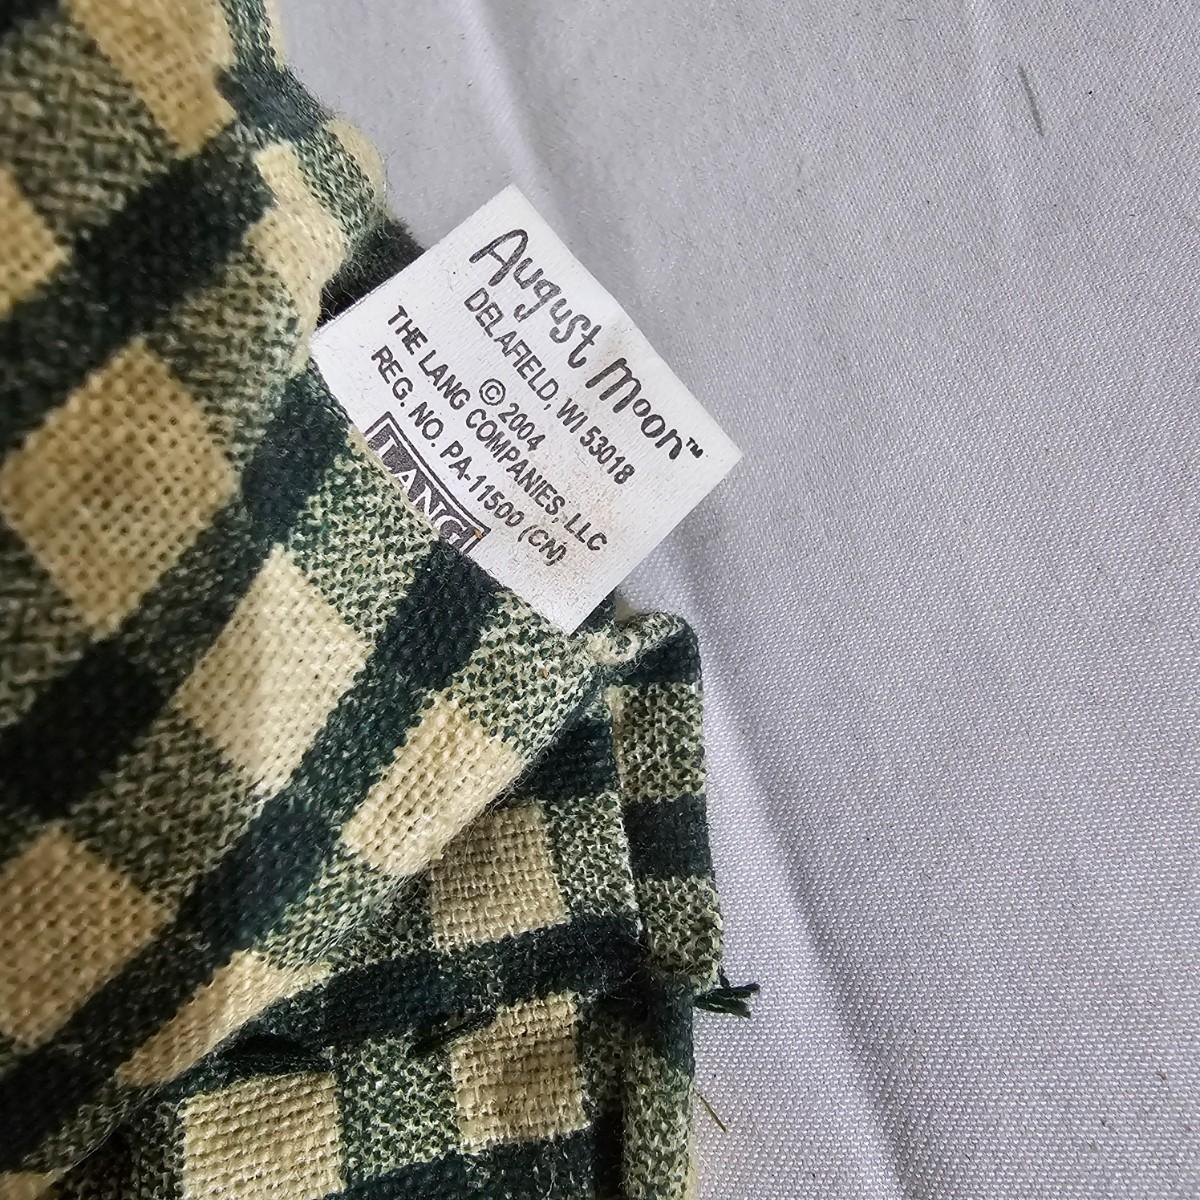 August Moon™
DELAFIELD, WI 53018
© 2004
THE LANG COMPANIES, LLC
REG. NO. PA-11500 (CN)
LANG